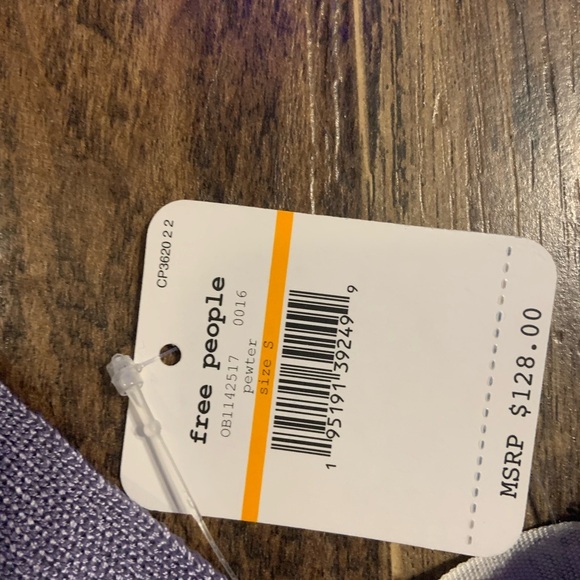 CP3620 2 2
free people
OB1142517
pewter 0016
size S
1 95191 39249 9
MSRP $128.00